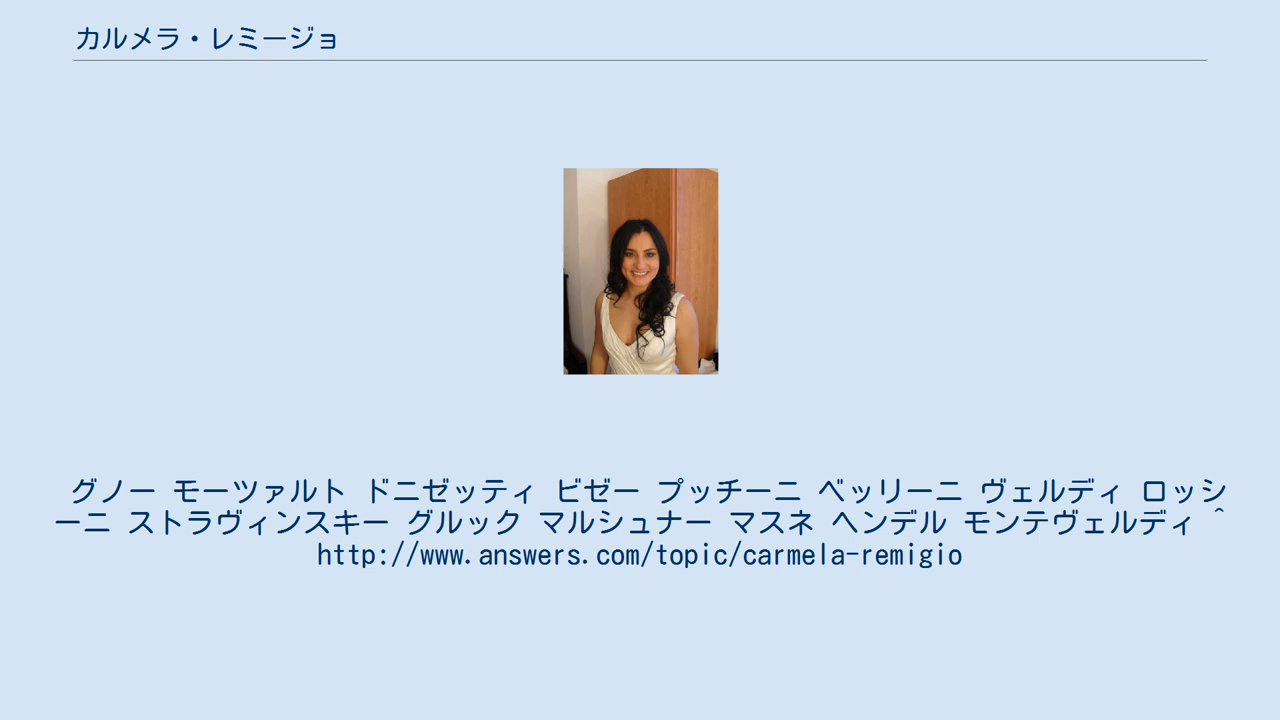 カルメラ・レミージョ
グノー モーツァルト ドニゼッティ ビゼー プッチーニ ベッリーニ ヴェルディ ロッシ
ーニ ストラヴィンスキー グルック マルシュナー マスネ ヘンデル モンテヴェルディ ^
http://www.answers.com/topic/carmela-remigio